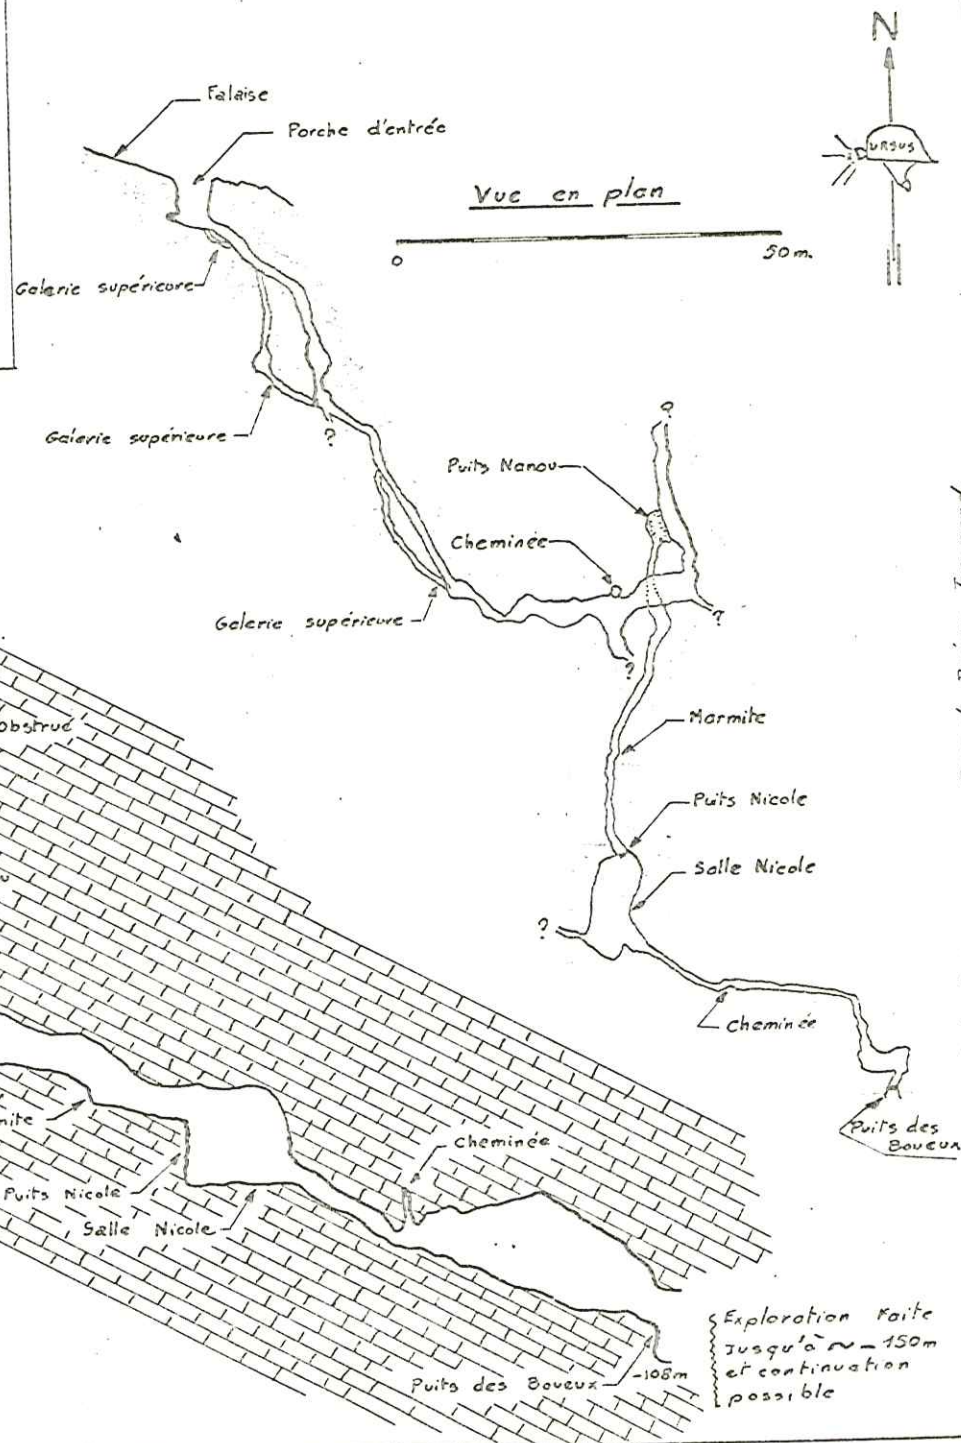 N
URSUS
Falaise
Porche d'entrée
Vue en plan
0
50 m.
Galerie supérieure
Galerie supérieure
?
?
Puits Nanou
Cheminée
Galerie supérieure
?
?
obstrué
Marmite
Puits Nicole
Salle Nicole
?
Cheminée
Puits des
Boueux
mite
Cheminée
Puits Nicole
Salle Nicole
Puits des Boueux
-108m
Exploration faite
jusqu'à ~ -150m
et continuation
possible